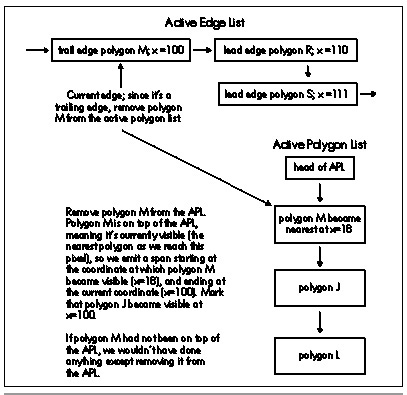 Active Edge List
trail edge polygon M; x=100
lead edge polygon R; x=110
lead edge polygon S; x=111
Current edge; since it's a
trailing edge, remove polygon
M from the active polygon list
Active Polygon List
head of APL
polygon M became
nearest at x=18
polygon J
polygon L
Remove polygon M from the APL.
Polygon M is on top of the APL,
meaning it's currently visible (the
nearest polygon as we reach this
pixel), so we emit a span starting at
the coordinate at which polygon M
became visible (x=18), and ending at
the current coordinate (x=100). Mark
that polygon J became visible at
x=100.
If polygon M had not been on top of
the APL, we wouldn't have done
anything except removing it from
the APL.